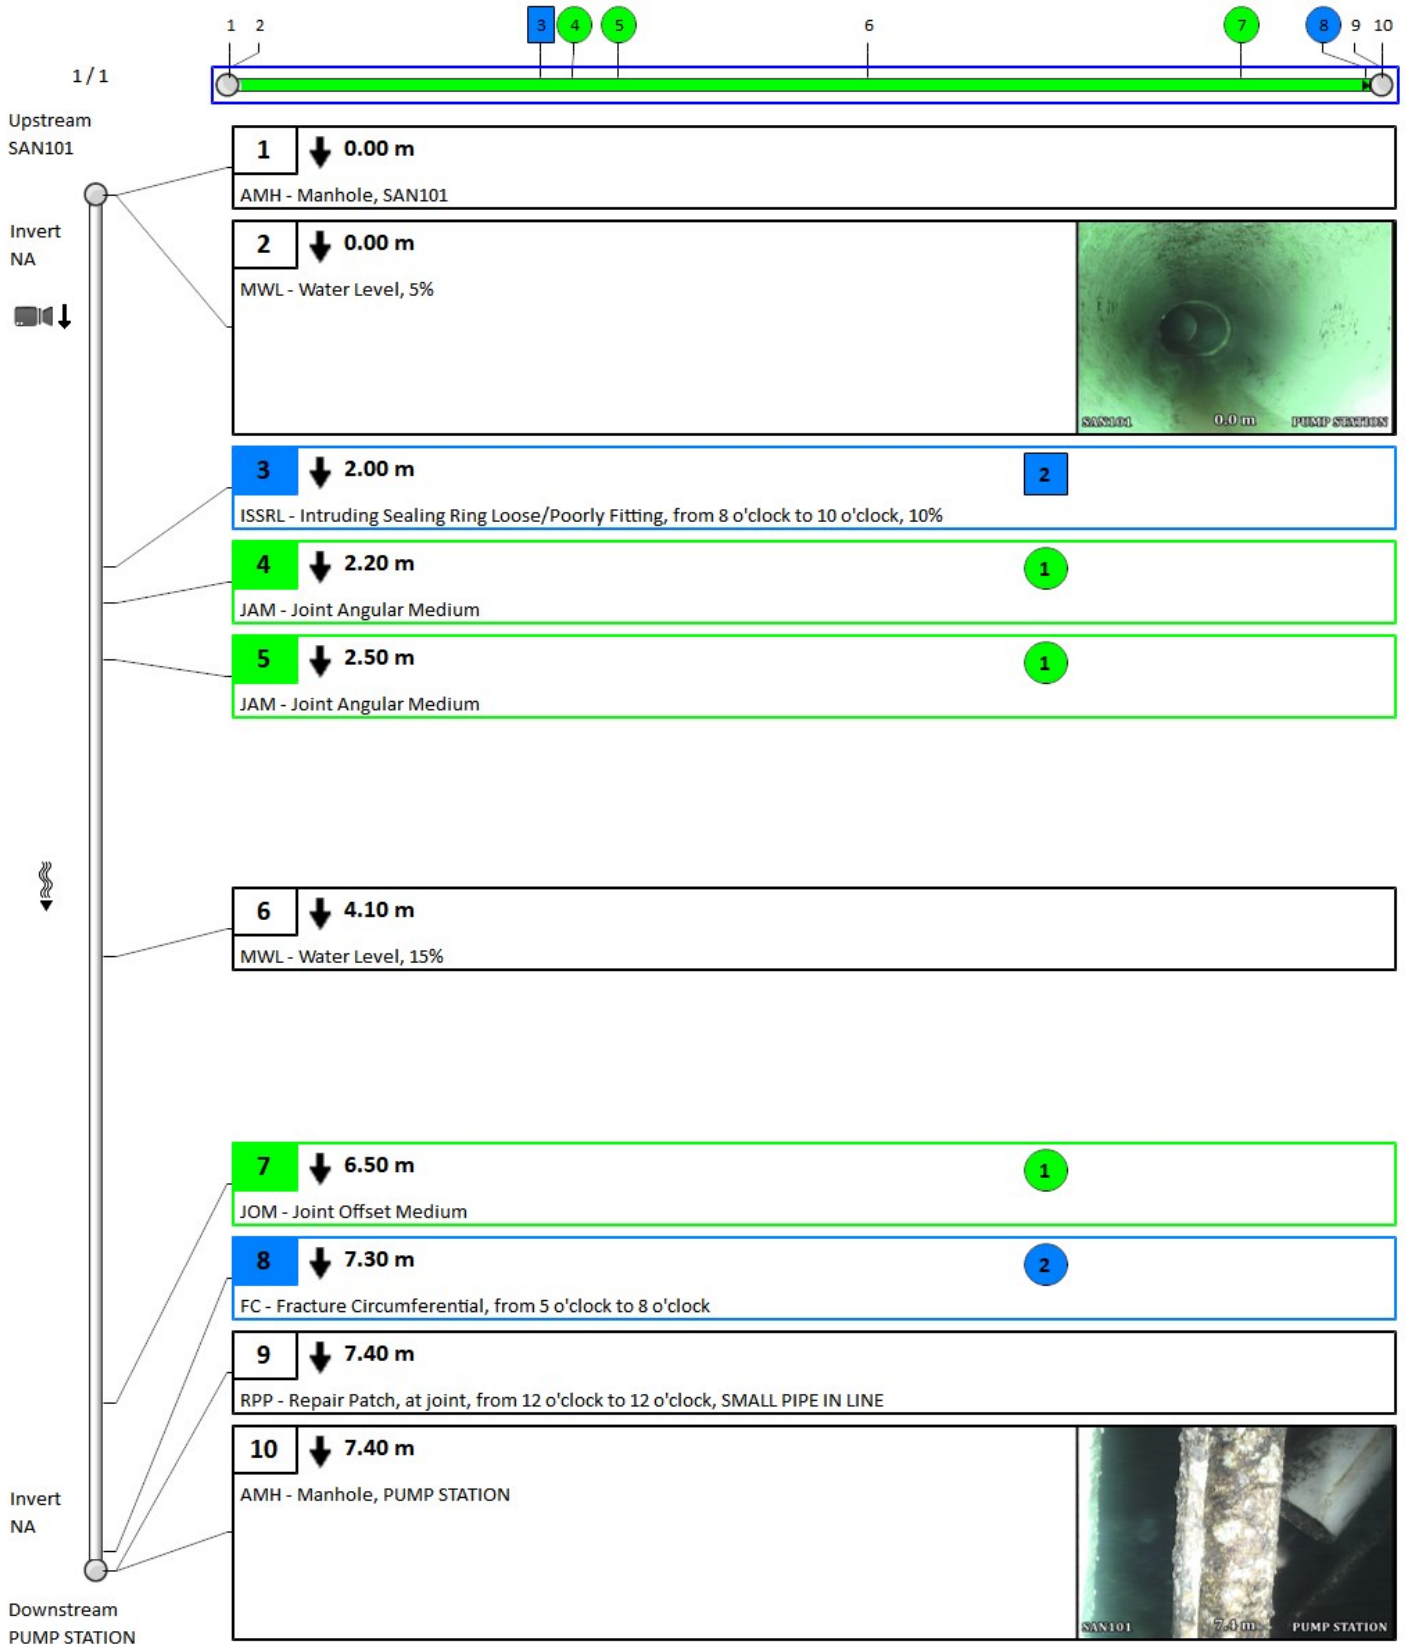 1 2 3 4 5 6 7 8 9 10
1 / 1
Upstream
SAN101
1 0.00 m
AMH - Manhole, SAN101
Invert
NA
2 0.00 m
MWL - Water Level, 5%
SAN101 0.0 m PUMP STATION
3 2.00 m 2
ISSRL - Intruding Sealing Ring Loose/Poorly Fitting, from 8 o'clock to 10 o'clock, 10%
4 2.20 m 1
JAM - Joint Angular Medium
5 2.50 m 1
JAM - Joint Angular Medium
6 4.10 m
MWL - Water Level, 15%
7 6.50 m 1
JOM - Joint Offset Medium
8 7.30 m 2
FC - Fracture Circumferential, from 5 o'clock to 8 o'clock
9 7.40 m
RPP - Repair Patch, at joint, from 12 o'clock to 12 o'clock, SMALL PIPE IN LINE
10 7.40 m
AMH - Manhole, PUMP STATION
Invert
NA
SAN101 7.4 m PUMP STATION
Downstream
PUMP STATION